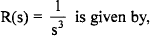 R(s) = 1/s³ is given by,